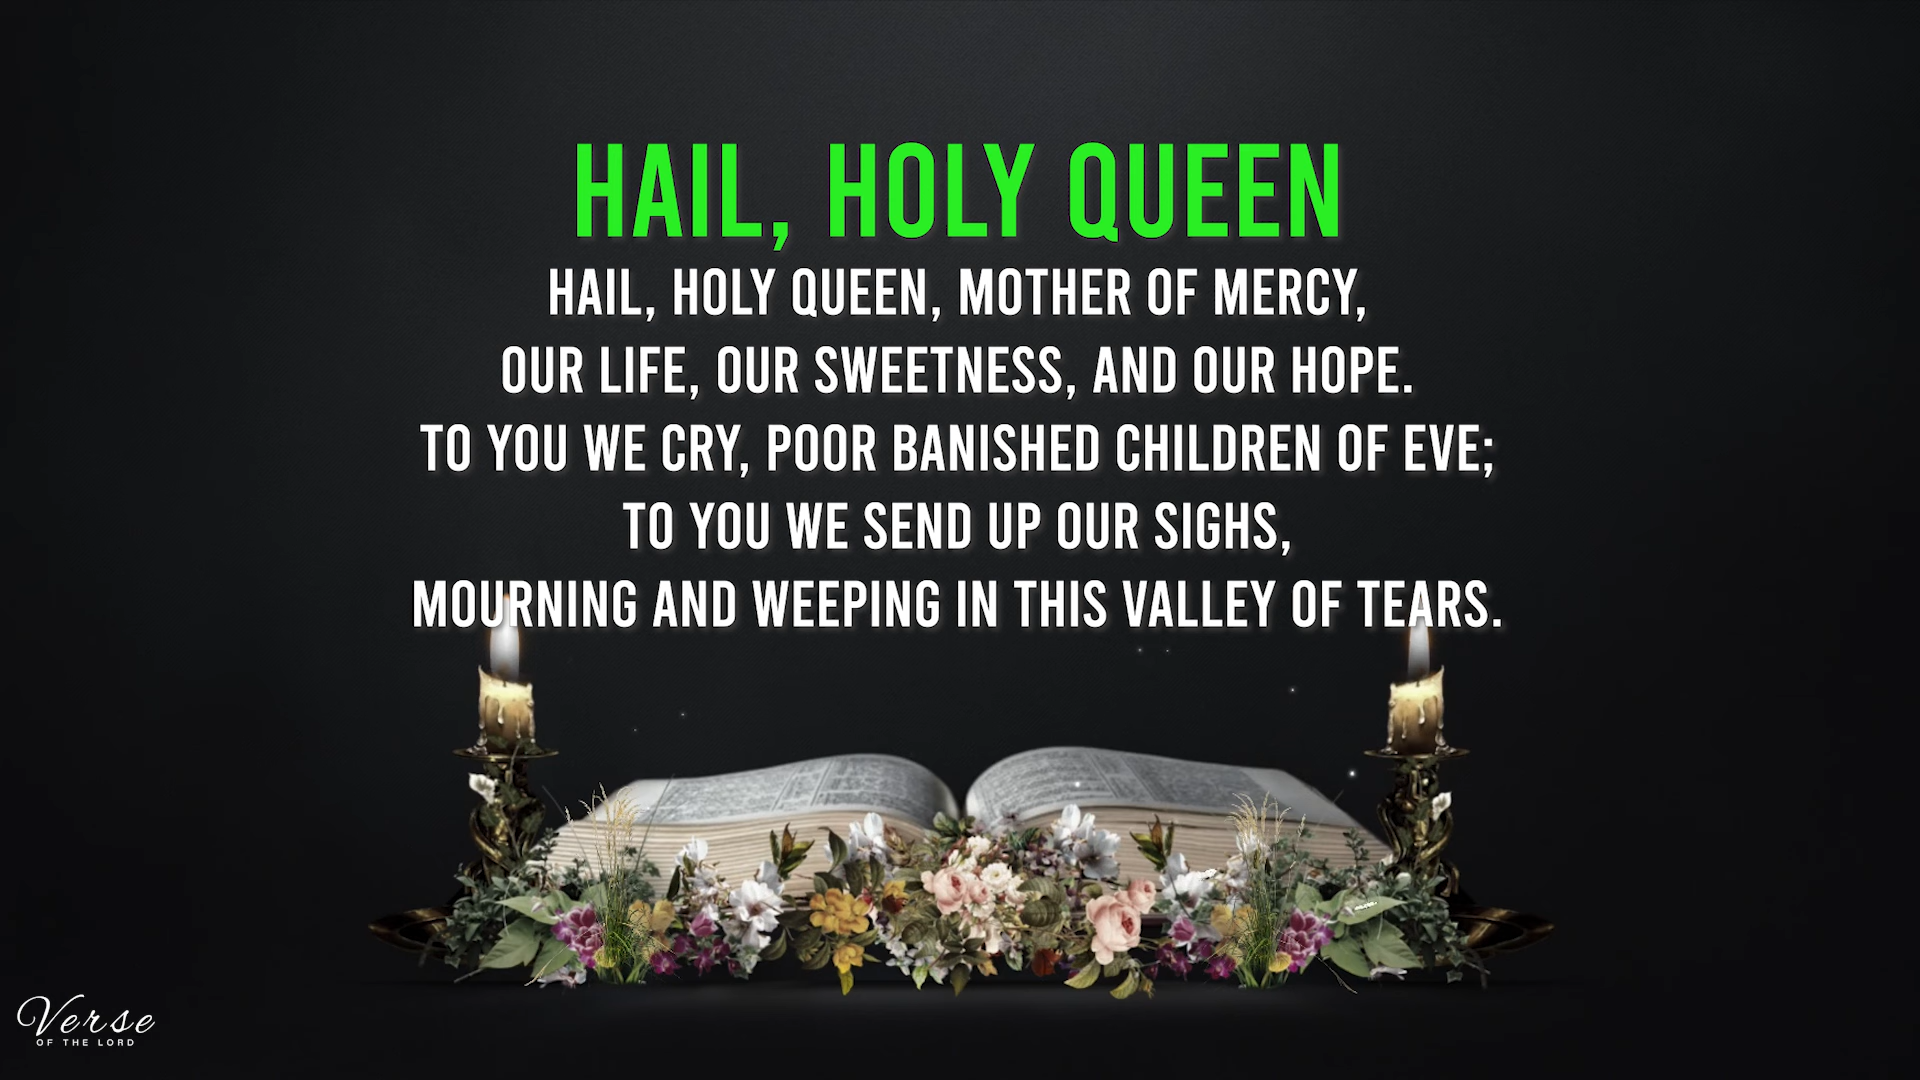 HAIL, HOLY QUEEN
HAIL, HOLY QUEEN, MOTHER OF MERCY,
OUR LIFE, OUR SWEETNESS, AND OUR HOPE.
TO YOU WE CRY, POOR BANISHED CHILDREN OF EVE;
TO YOU WE SEND UP OUR SIGHS,
MOURNING AND WEEPING IN THIS VALLEY OF TEARS.
Verse
OF THE LORD